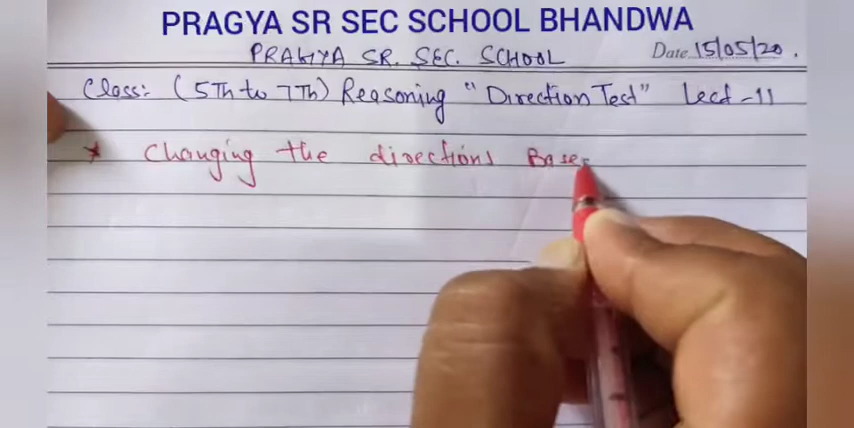 PRAGYA SR SEC SCHOOL BHANDWA
PRAGYA SR. SEC. SCHOOL Date 15/05/20.
Class: (5Th to 7Th) Reasoning "Direction Test" Lect-11
* Changing the directions Base